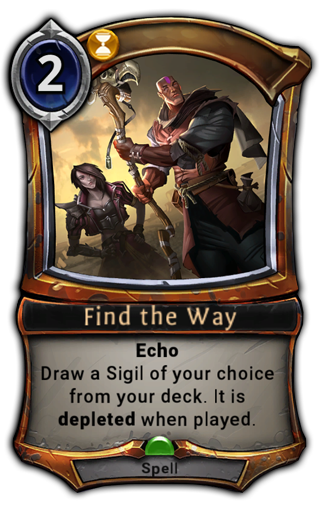 2
Find the Way
Echo
Draw a Sigil of your choice
from your deck. It is
depleted when played.
Spell